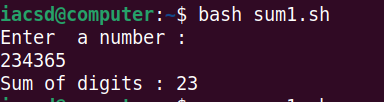 iacsd@computer:~$ bash sum1.sh
Enter  a number :
234365
Sum of digits : 23